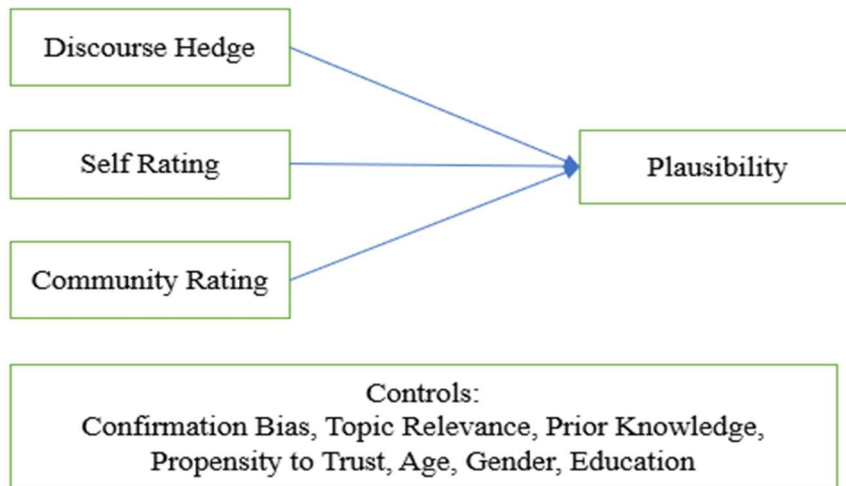 Discourse Hedge
Self Rating
Plausibility
Community Rating
Controls:
Confirmation Bias, Topic Relevance, Prior Knowledge,
Propensity to Trust, Age, Gender, Education